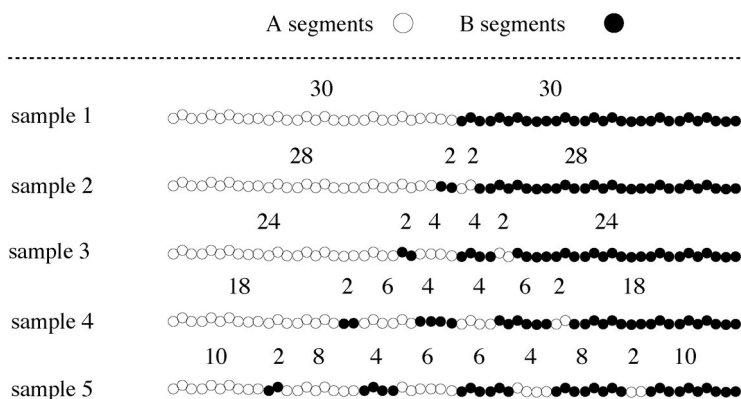 A segments B segments
30 30
sample 1
28 2 2 28
sample 2
24 2 4 4 2 24
sample 3
18 2 6 4 4 6 2 18
sample 4
10 2 8 4 6 6 4 8 2 10
sample 5